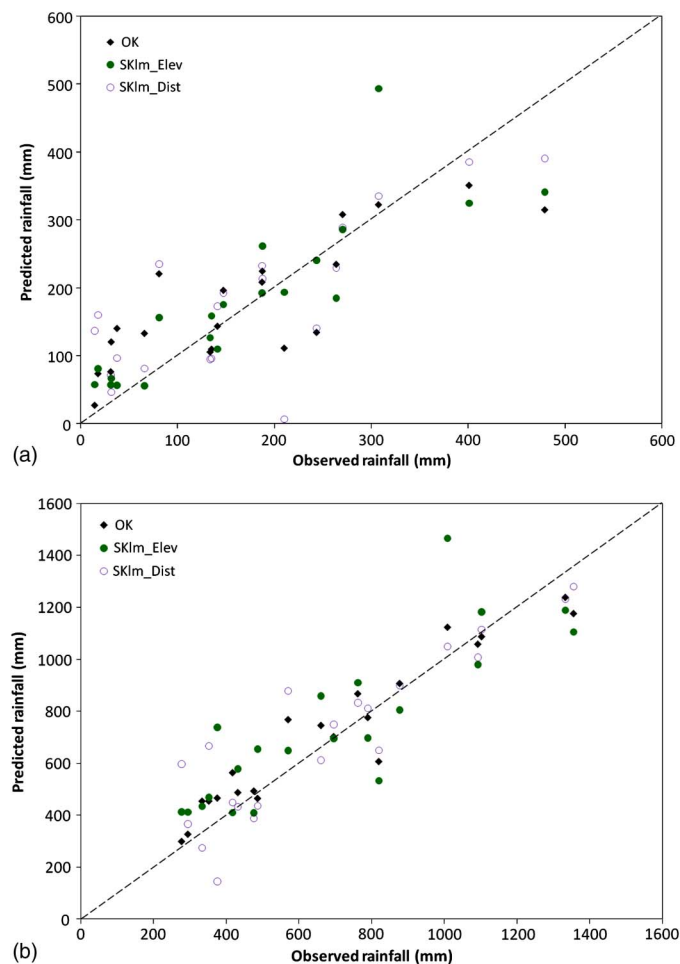 600
500
400
300
200
100
0
Predicted rainfall (mm)
OK
SKlm_Elev
SKlm_Dist
0 100 200 300 400 500 600
Observed rainfall (mm)
(a)
1600
1400
1200
1000
800
600
400
200
0
Predicted rainfall (mm)
OK
SKlm_Elev
SKlm_Dist
0 200 400 600 800 1000 1200 1400 1600
Observed rainfall (mm)
(b)